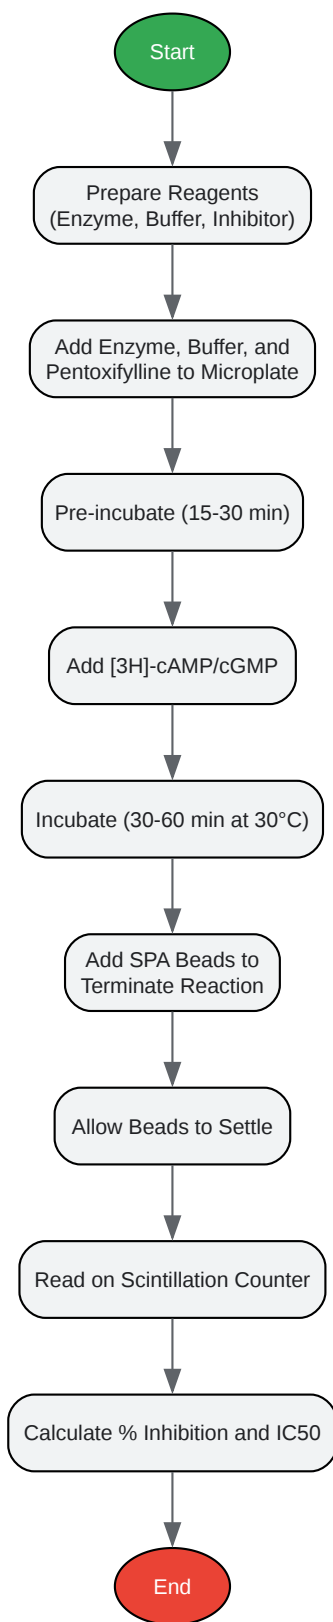 Start
Prepare Reagents
(Enzyme, Buffer, Inhibitor)
Add Enzyme, Buffer, and
Pentoxifylline to Microplate
Pre-incubate (15-30 min)
Add [3H]-cAMP/cGMP
Incubate (30-60 min at 30°C)
Add SPA Beads to
Terminate Reaction
Allow Beads to Settle
Read on Scintillation Counter
Calculate % Inhibition and IC50
End